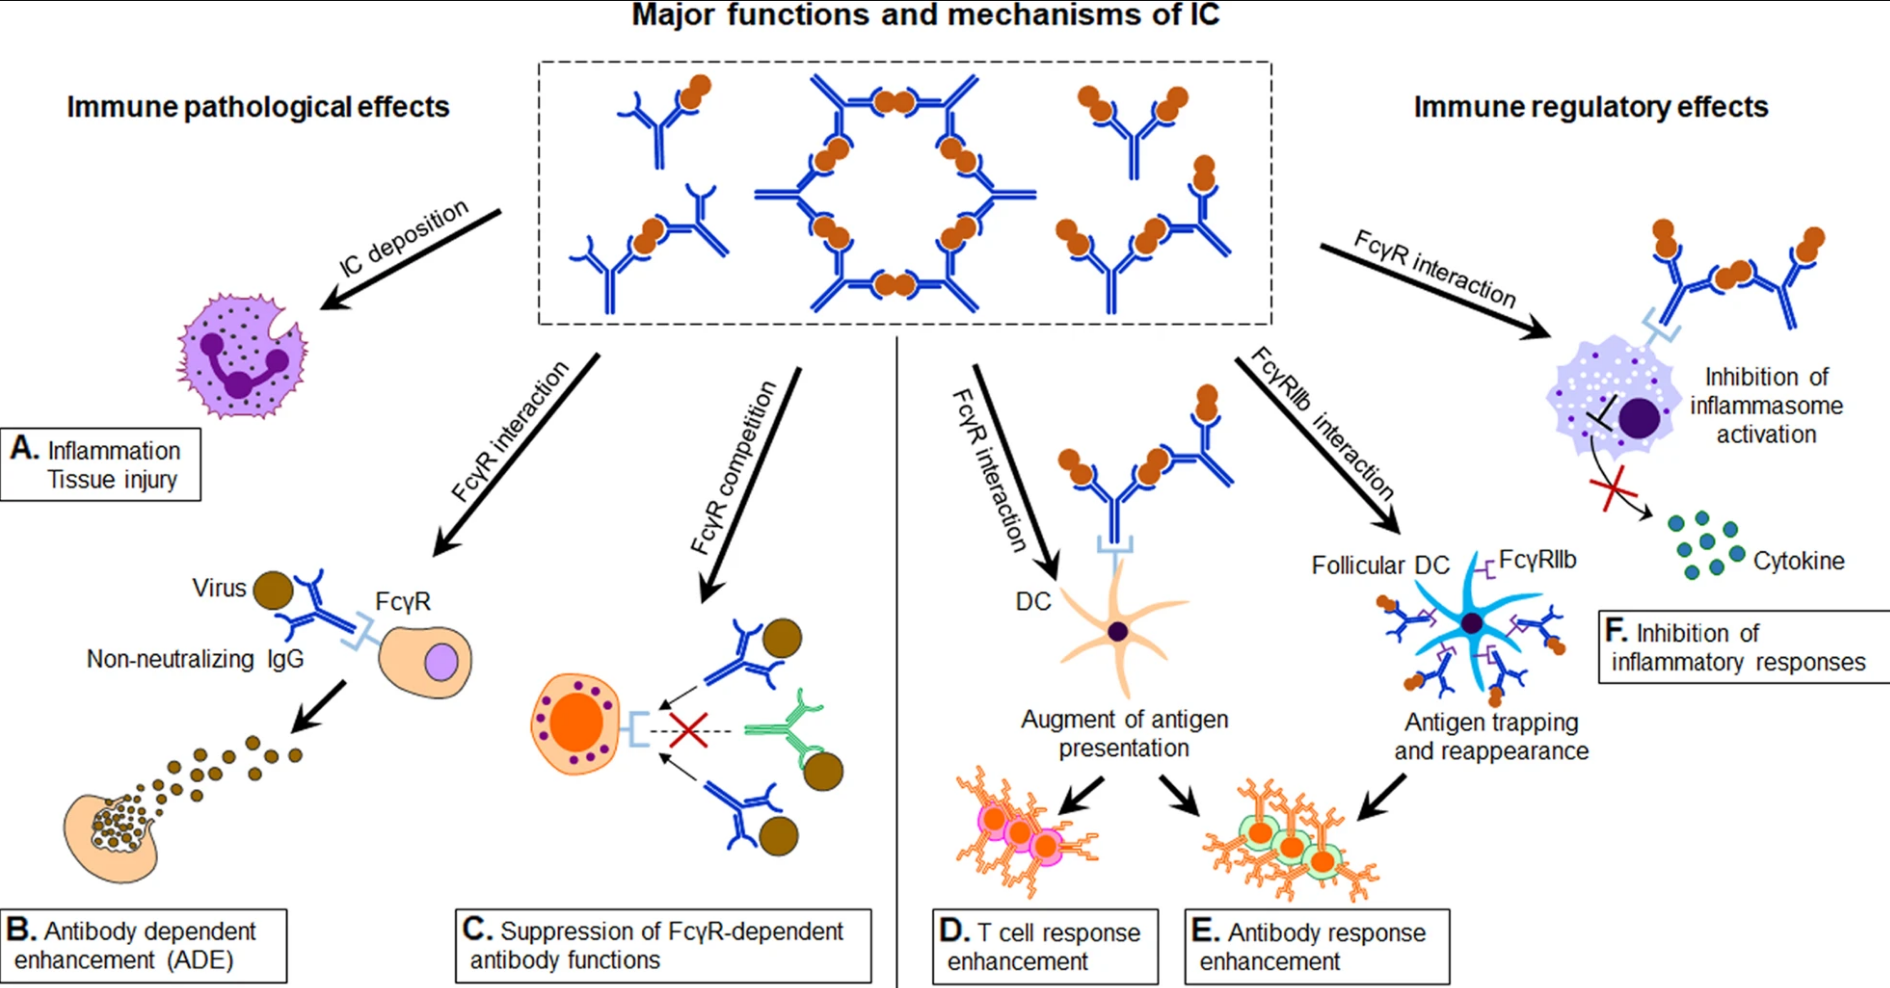 Major functions and mechanisms of IC
Immune pathological effects
Immune regulatory effects
IC deposition
FcγR interaction
FcγR competition
FcγR interaction
FcγRIIb interaction
FcγR interaction
A. Inflammation
Tissue injury
Virus
FcγR
Non-neutralizing IgG
B. Antibody dependent
enhancement (ADE)
C. Suppression of FcγR-dependent
antibody functions
DC
Augment of antigen
presentation
D. T cell response
enhancement
Follicular DC
FcγRIIb
Antigen trapping
and reappearance
E. Antibody response
enhancement
Inhibition of
inflammasome
activation
Cytokine
F. Inhibition of
inflammatory responses